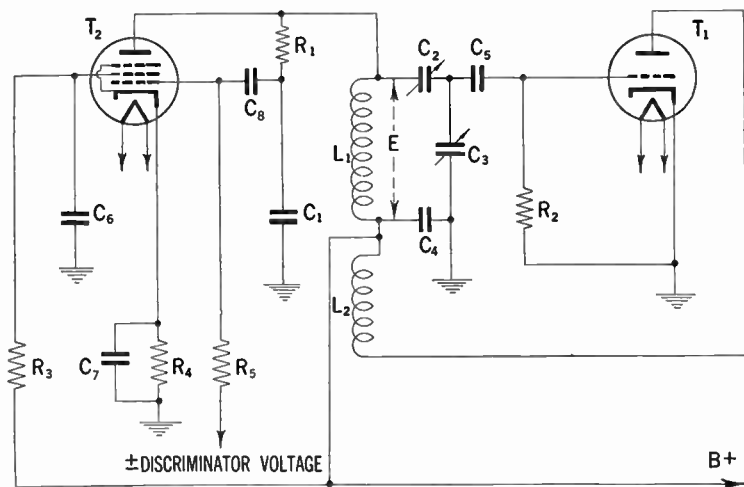 T₂
R₁
C₂
C₅
T₁
C₈
L₁
E
C₃
R₂
C₆
C₁
C₄
L₂
R₃
C₇
R₄
R₅
±DISCRIMINATOR VOLTAGE
B+